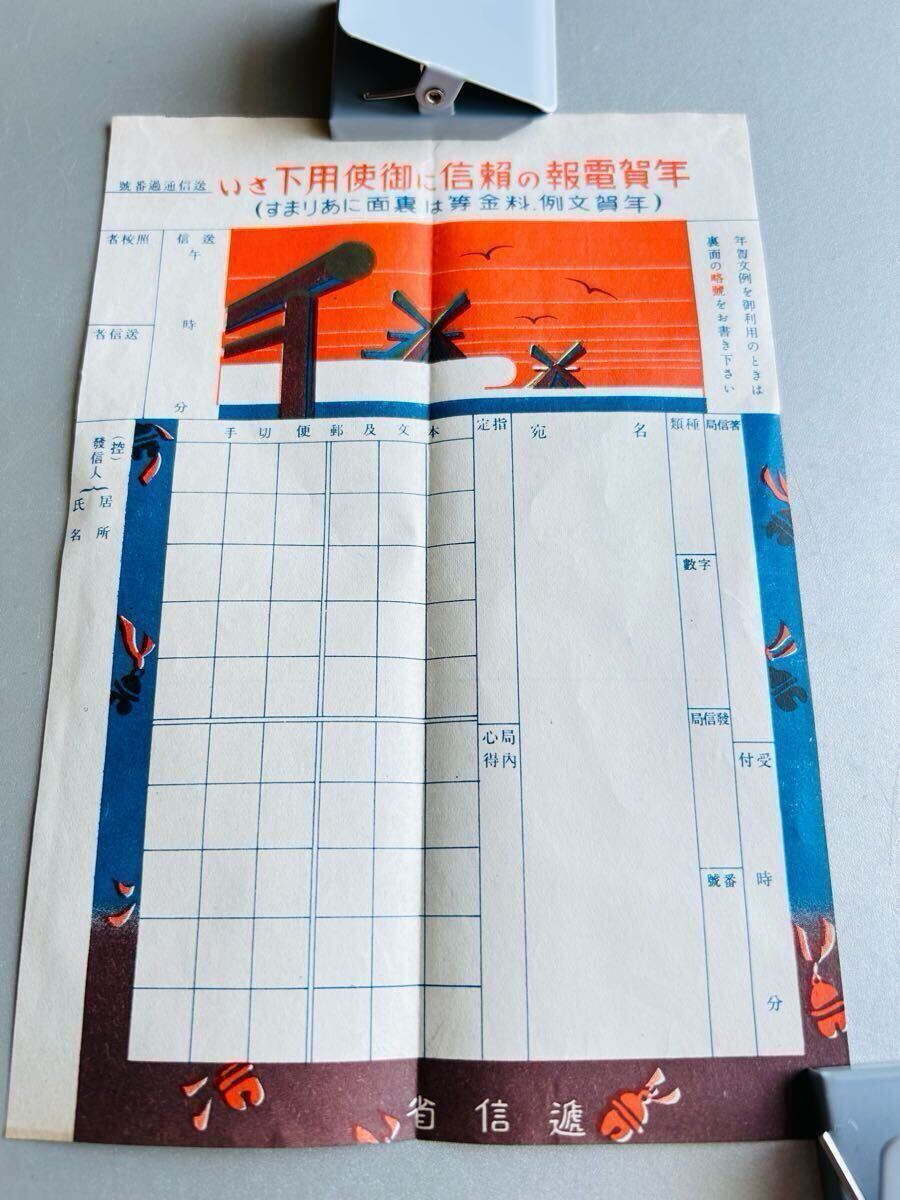 年賀電報の頼信に御使用下さい
(年賀文例、料金等は裏面にあります)
送信通過番號
年賀文例を御利用のときは
裏面の略號をお書き下さい
送信
午
時
分
照校者
送信者
著信局
種類
名宛
指定
本文及郵便切手
字數
發信局
番號
受付
時
分
局內
心得
(控)
發信人
居所
氏名
遞信省